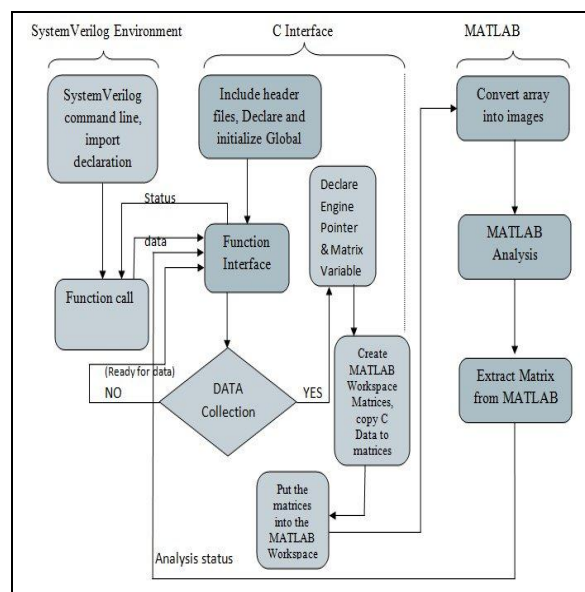 SystemVerilog Environment
C Interface
MATLAB
SystemVerilog
command line,
import
declaration
Include header
files, Declare and
initialize Global
Convert array
into images
Declare
Engine
Pointer
& Matrix
Variable
Status
data
Function
Interface
MATLAB
Analysis
Function call
(Ready for data)
NO
DATA
Collection
YES
Create
MATLAB
Workspace
Matrices,
copy C
Data to
matrices
Extract Matrix
from MATLAB
Put the
matrices
into the
MATLAB
Workspace
Analysis status